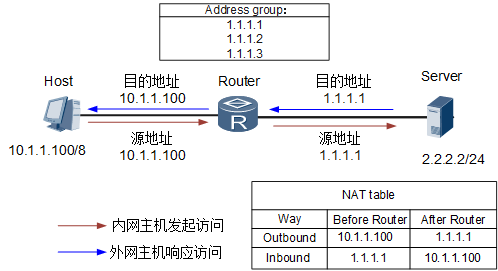 Address group:
1.1.1.1
1.1.1.2
1.1.1.3
Host
目的地址
10.1.1.100
Router
目的地址
1.1.1.1
Server
源地址
10.1.1.100
R
源地址
1.1.1.1
10.1.1.100/8
2.2.2.2/24
NAT table
Way Before Router After Router
Outbound 10.1.1.100 1.1.1.1
Inbound 1.1.1.1 10.1.1.100
内网主机发起访问
外网主机响应访问